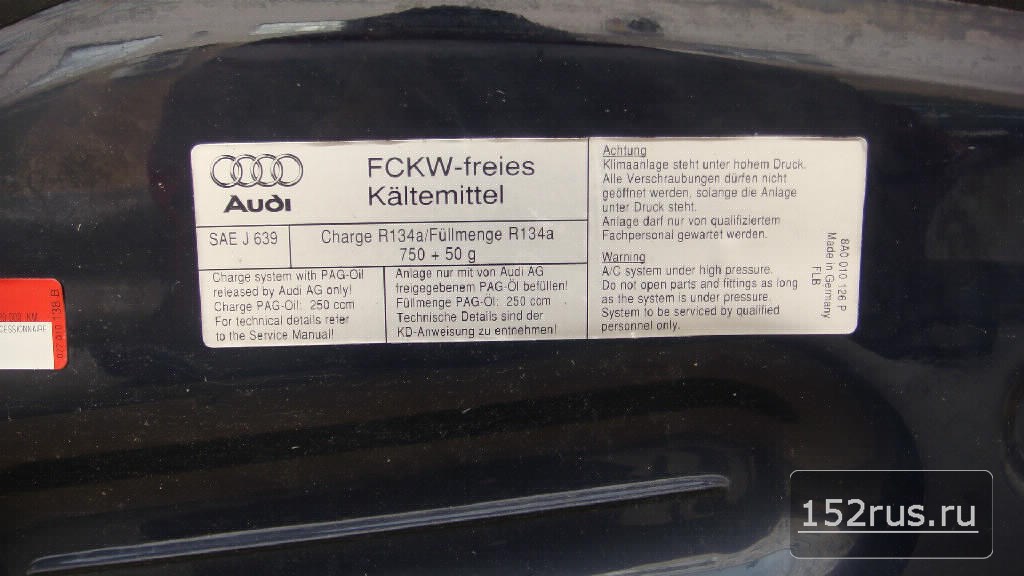 Audi
FCKW-freies
Kältemittel
SAE J 639
Charge R134a/Füllmenge R134a
750 + 50 g
Charge system with PAG-Oil
released by Audi AG only!
Charge PAG-Oil: 250 ccm
For technical details refer
to the Service Manual!
Anlage nur mit von Audi AG
freigegebenem PAG-Öl befüllen!
Füllmenge PAG-Öl: 250 ccm
Technische Details sind der
KD-Anweisung zu entnehmen!
Achtung
Klimaanlage steht unter hohem Druck.
Alle Verschraubungen dürfen nicht
geöffnet werden, solange die Anlage
unter Druck steht.
Anlage darf nur von qualifiziertem
Fachpersonal gewartet werden.
Warning
A/C system under high pressure.
Do not open parts and fittings as long
as the system is under pressure.
System to be serviced by qualified
personnel only.
8A0 010 126 P
Made in Germany
FLB
KM
CESSIONNAIRE
010 138 B
152rus.ru